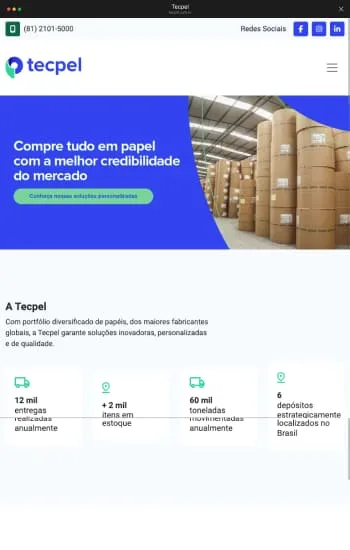 Tecpel
(81) 2101-5000
Redes Sociais
tecpel
Compre tudo em papel
com a melhor credibilidade
do mercado
Conheça nossas soluções personalizadas
A Tecpel
Com portfólio diversificado de papéis, dos maiores fabricantes
globais, a Tecpel garante soluções inovadoras, personalizadas
e de qualidade.
12 mil
entregas
realizadas
anualmente
+ 2 mil
itens em
estoque
60 mil
toneladas
movimentadas
anualmente
6
depósitos
estrategicamente
localizados no
Brasil